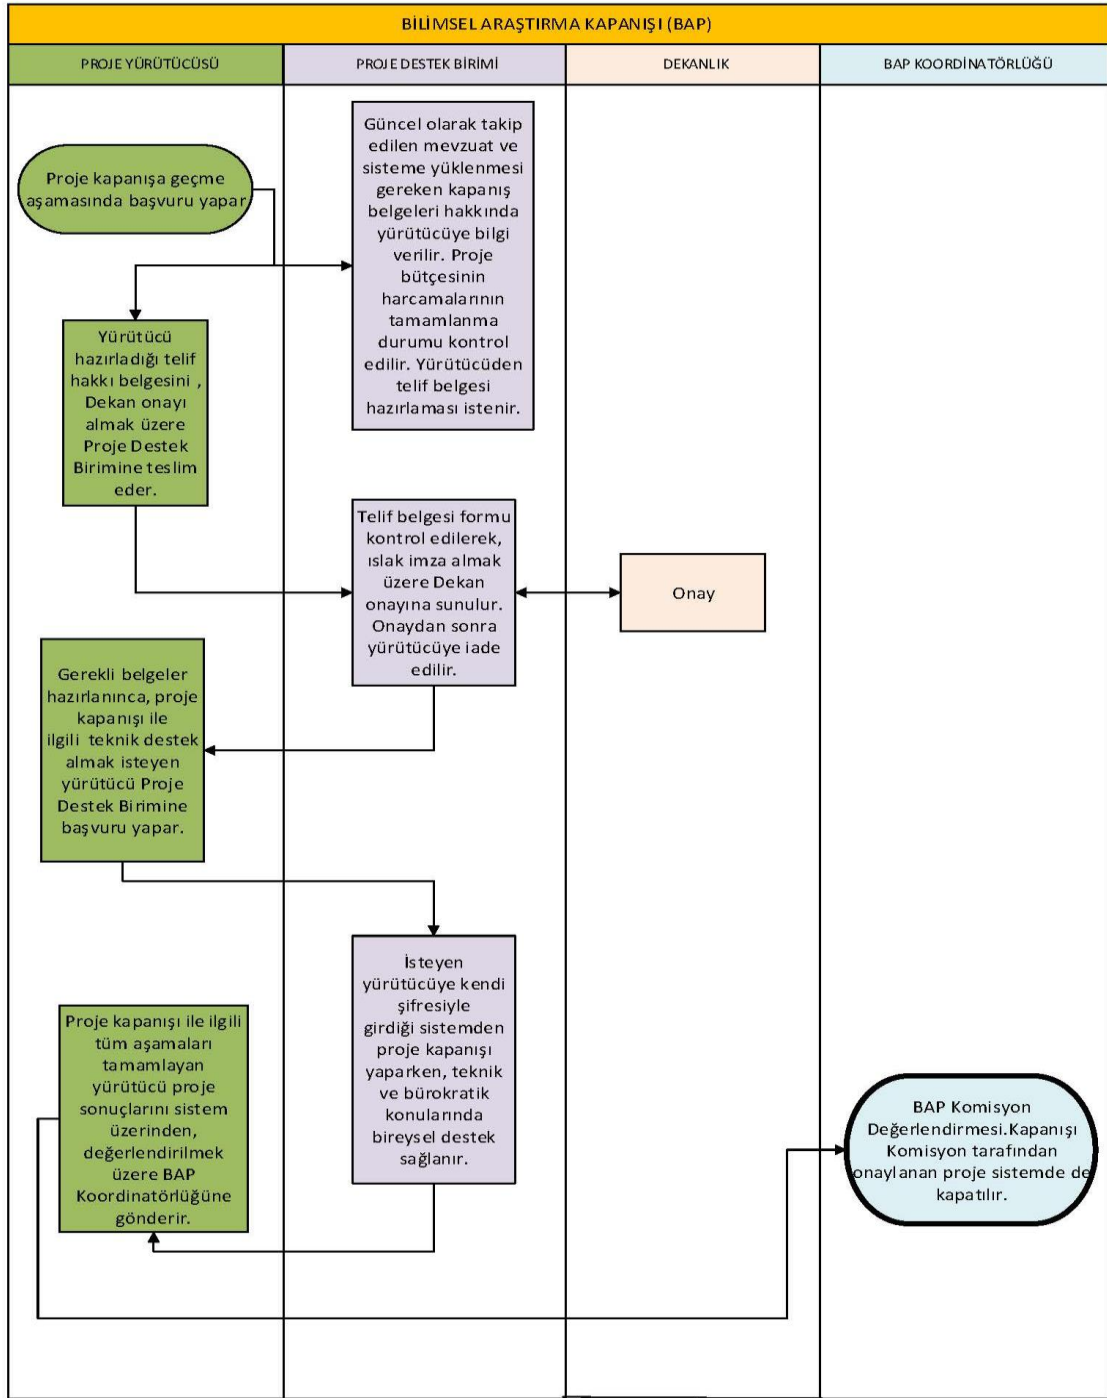 BİLİMSEL ARAŞTIRMA KAPANIŞI (BAP)
PROJE YÜRÜTÜCÜSÜ
PROJE DESTEK BİRİMİ
DEKANLIK
BAP KOORDİNATÖRLÜĞÜ
Proje kapanışa geçme
aşamasında başvuru yapar
Güncel olarak takip
edilen mevzuat ve
sisteme yüklenmesi
gereken kapanış
belgeleri hakkında
yürütücüye bilgi
verilir. Proje
bütçesinin
harcamalarının
tamamlanma
durumu kontrol
edilir. Yürütücüden
telif belgesi
hazırlaması istenir.
Yürütücü
hazırladığı telif
hakkı belgesini ,
Dekan onayı
almak üzere
Proje Destek
Birimine teslim
eder.
Telif belgesi formu
kontrol edilerek,
ıslak imza almak
üzere Dekan
onayına sunulur.
Onaydan sonra
yürütücüye iade
edilir.
Onay
Gerekli belgeler
hazırlanınca, proje
kapanışı ile
ilgili teknik destek
almak isteyen
yürütücü Proje
Destek Birimine
başvuru yapar.
İsteyen
yürütücüye kendi
şifresiyle
girdiği sistemden
proje kapanışı
yaparken, teknik
ve bürokratik
konularında
bireysel destek
sağlanır.
Proje kapanışı ile ilgili
tüm aşamaları
tamamlayan
yürütücü proje
sonuçlarını sistem
üzerinden,
değerlendirilmek
üzere BAP
Koordinatörlüğüne
gönderir.
BAP Komisyon
Değerlendirmesi.Kapanışı
Komisyon tarafından
onaylanan proje sistemde de
kapatılır.